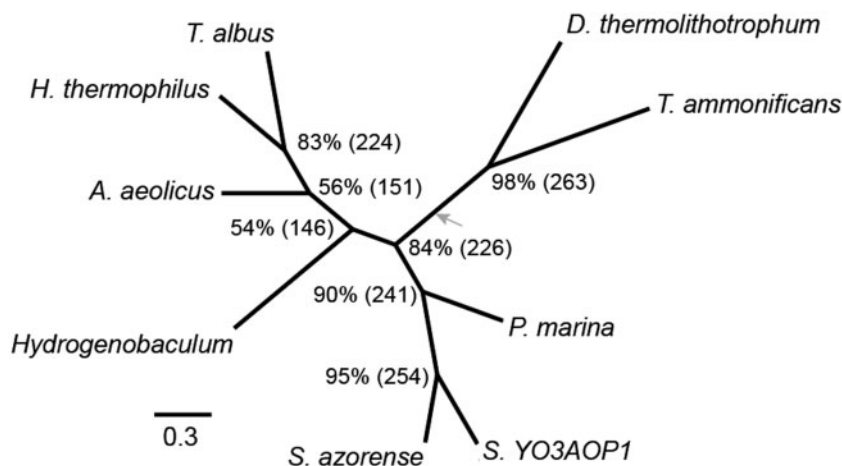 T. albus
D. thermolithotrophum
H. thermophilus
T. ammonificans
83% (224)
98% (263)
A. aeolicus
56% (151)
54% (146)
84% (226)
90% (241)
P. marina
Hydrogenobaculum
95% (254)
0.3
S. azorense
S. YO3AOP1